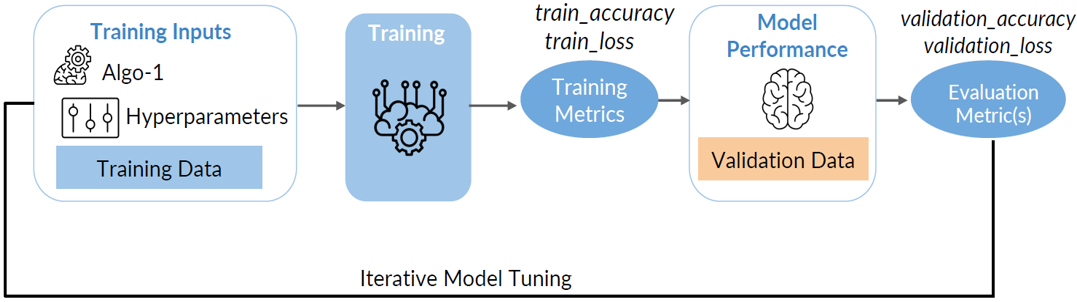 Training Inputs
Algo-1
Hyperparameters
Training Data
Training
train_accuracy
train_loss
Training
Metrics
Model
Performance
Validation Data
validation_accuracy
validation_loss
Evaluation
Metric(s)
Iterative Model Tuning